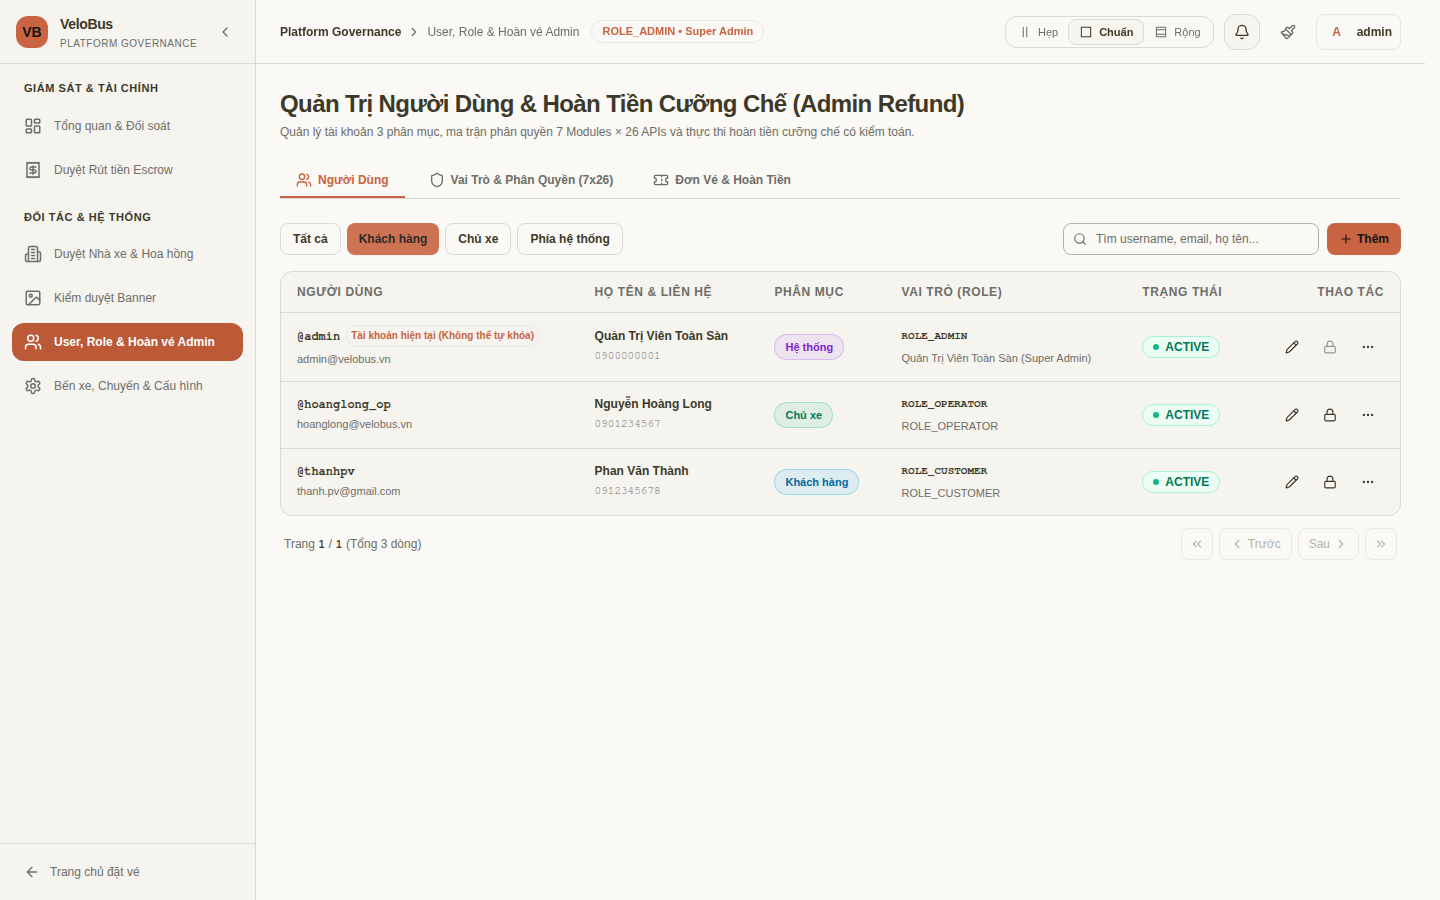 VB
VeloBus
PLATFORM GOVERNANCE
GIÁM SÁT & TÀI CHÍNH
Tổng quan & Đối soát
Duyệt Rút tiền Escrow
ĐỐI TÁC & HỆ THỐNG
Duyệt Nhà xe & Hoa hồng
Kiểm duyệt Banner
User, Role & Hoàn vé Admin
Bến xe, Chuyến & Cấu hình
Trang chủ đặt vé
Platform Governance > User, Role & Hoàn vé Admin ROLE_ADMIN • Super Admin
Hẹp Chuẩn Rộng
A admin
Quản Trị Người Dùng & Hoàn Tiền Cưỡng Chế (Admin Refund)
Quản lý tài khoản 3 phân mục, ma trận phân quyền 7 Modules × 26 APIs và thực thi hoàn tiền cưỡng chế có kiểm toán.
Người Dùng Vai Trò & Phân Quyền (7x26) Đơn Vé & Hoàn Tiền
Tất cả Khách hàng Chủ xe Phía hệ thống
Tìm username, email, họ tên...
Thêm
NGƯỜI DÙNG HỌ TÊN & LIÊN HỆ PHÂN MỤC VAI TRÒ (ROLE) TRẠNG THÁI THAO TÁC
@admin Tài khoản hiện tại (Không thể tự khóa)
admin@velobus.vn
Quản Trị Viên Toàn Sàn
0900000001
Hệ thống
ROLE_ADMIN
Quản Trị Viên Toàn Sàn (Super Admin)
ACTIVE
@hoanglong_op
hoanglong@velobus.vn
Nguyễn Hoàng Long
0901234567
Chủ xe
ROLE_OPERATOR
ROLE_OPERATOR
ACTIVE
@thanhpv
thanh.pv@gmail.com
Phan Văn Thành
0912345678
Khách hàng
ROLE_CUSTOMER
ROLE_CUSTOMER
ACTIVE
Trang 1 / 1 (Tổng 3 dòng)
Trước Sau